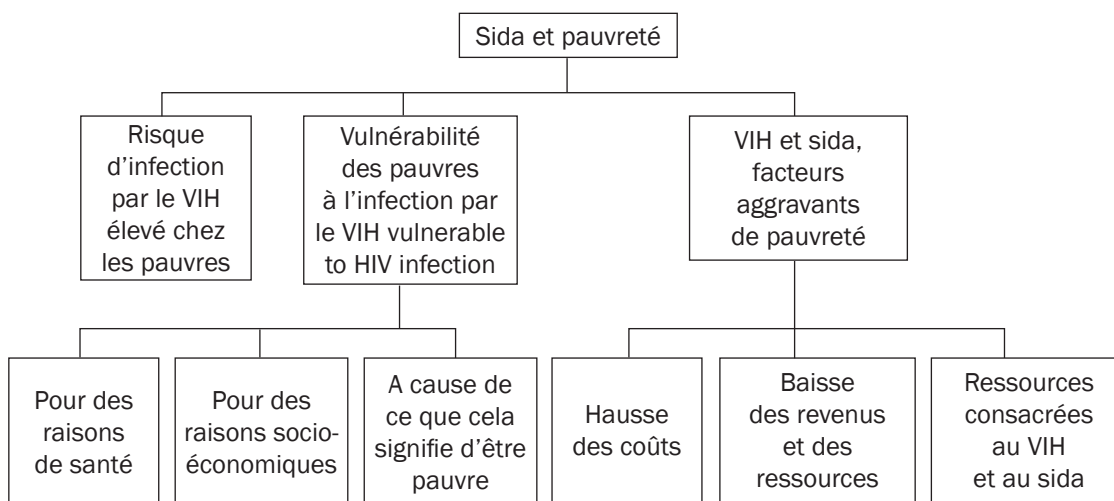 Sida et pauvreté
Risque
d’infection
par le VIH
élevé chez
les pauvres
Vulnérabilité
des pauvres
à l’infection par
le VIH vulnerable
to HIV infection
VIH et sida,
facteurs
aggravants
de pauvreté
Pour des
raisons
de santé
Pour des
raisons socio-
économiques
A cause de
ce que cela
signifie d’être
pauvre
Hausse
des coûts
Baisse
des revenus
et des
ressources
Ressources
consacrées
au VIH
et au sida